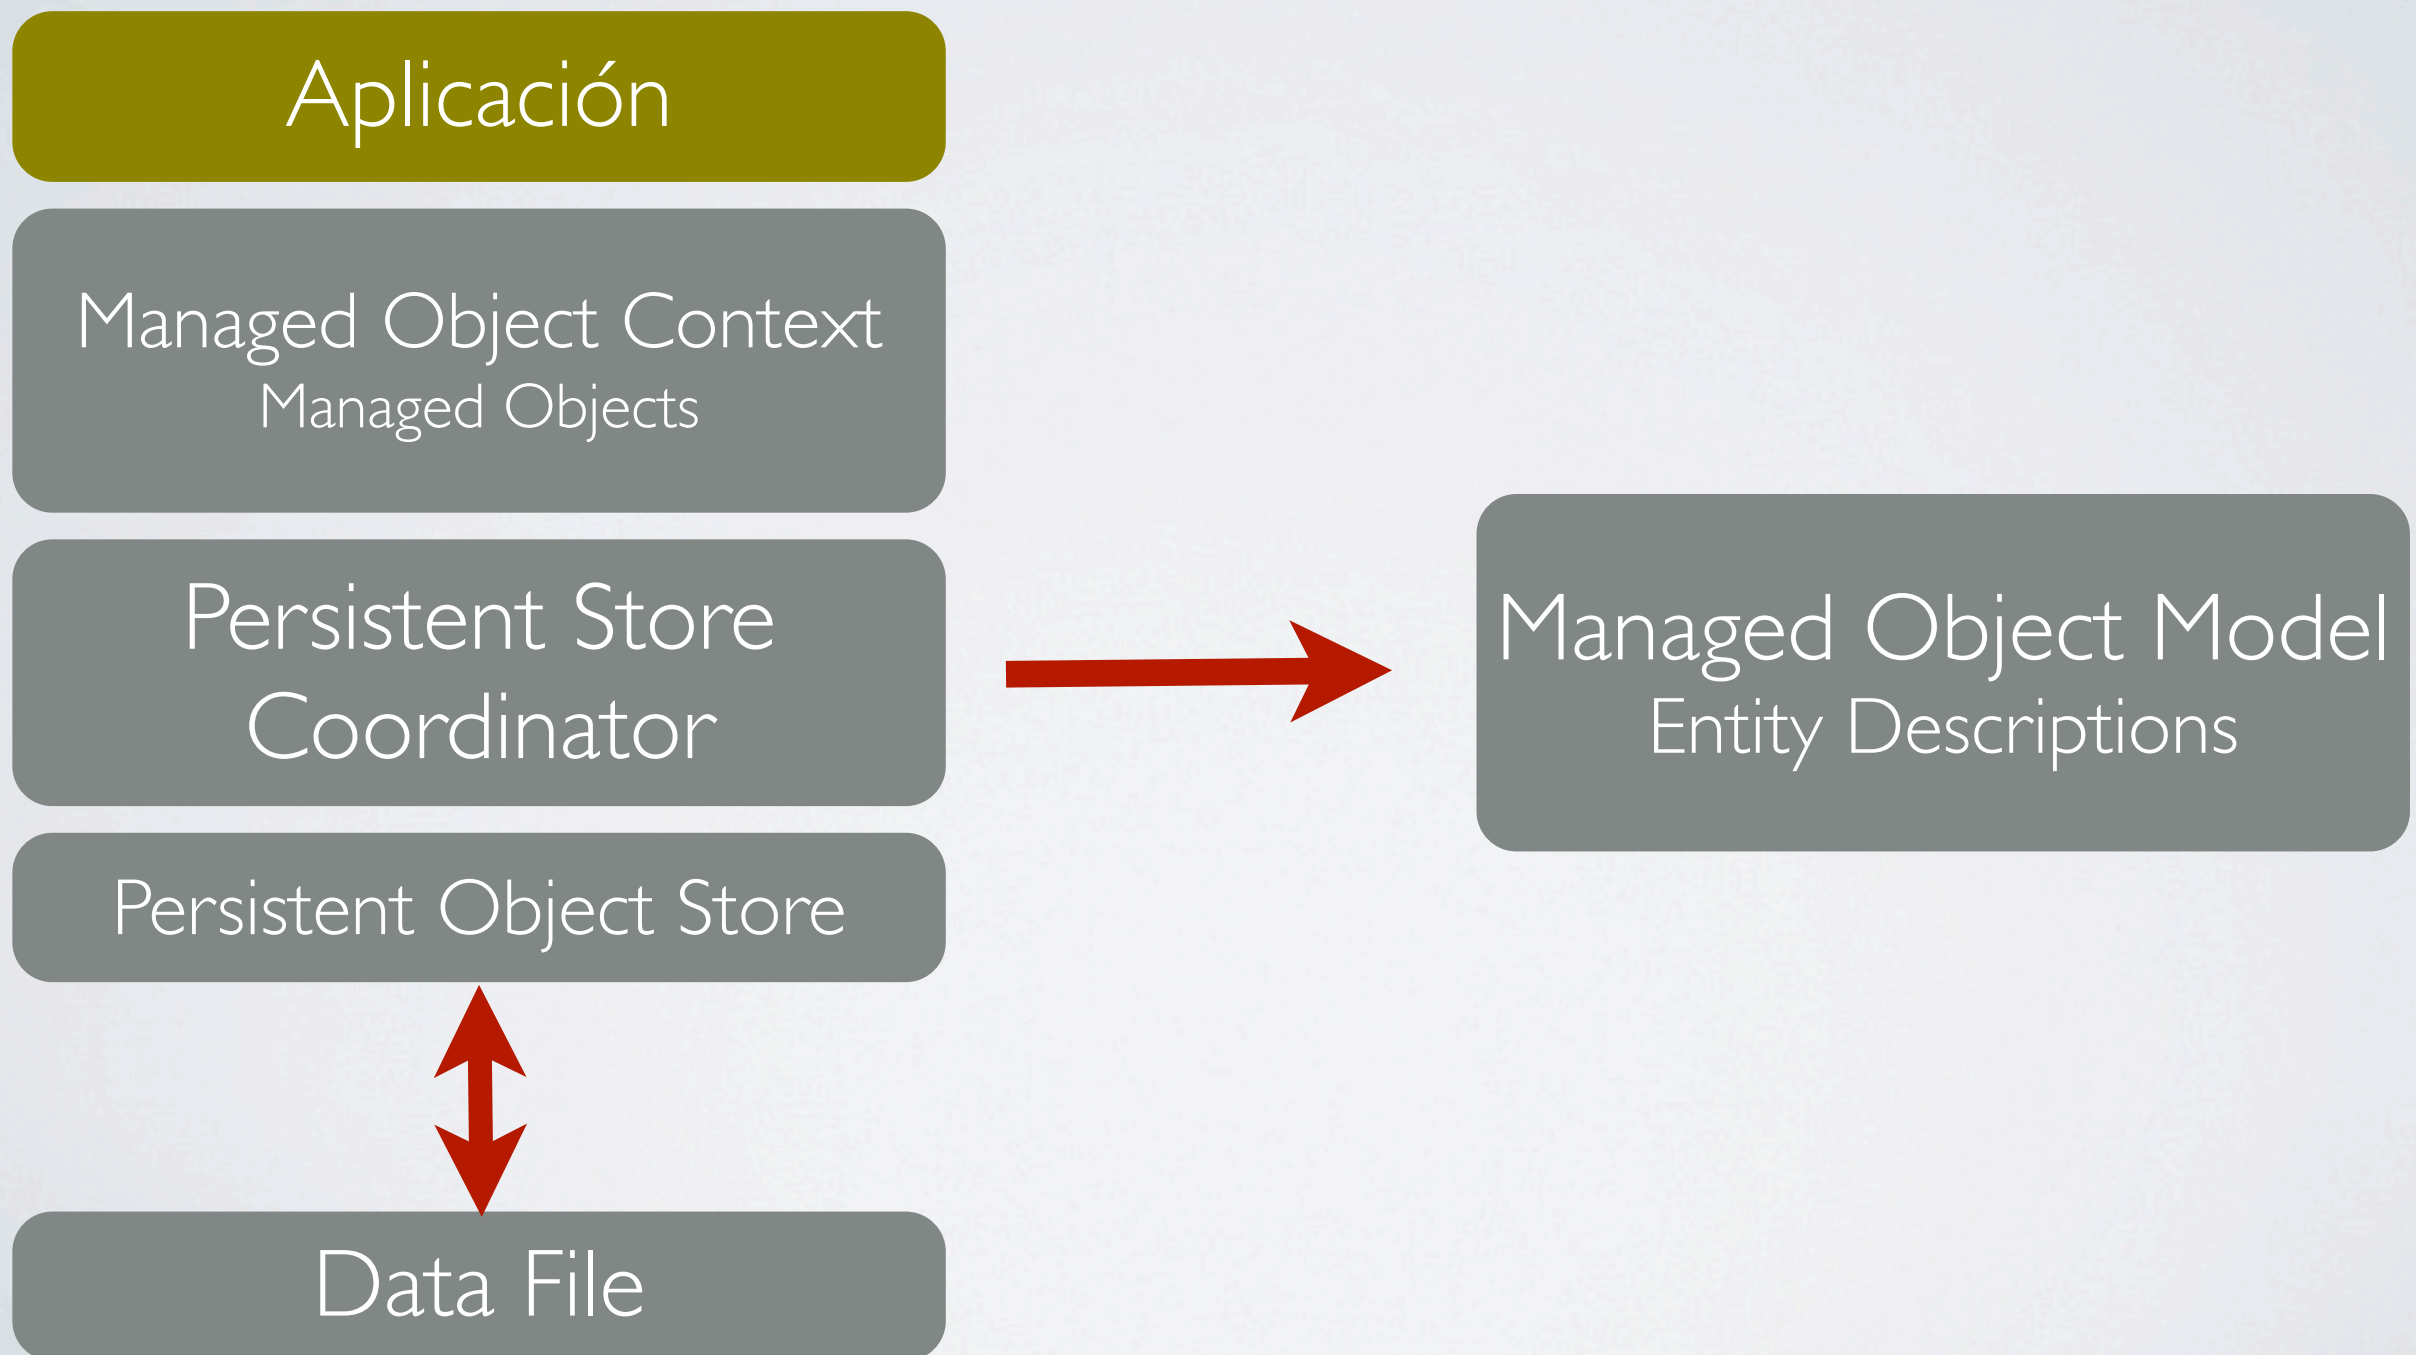 Aplicación
Managed Object Context
Managed Objects
Persistent Store
Coordinator
Persistent Object Store
Data File
Managed Object Model
Entity Descriptions